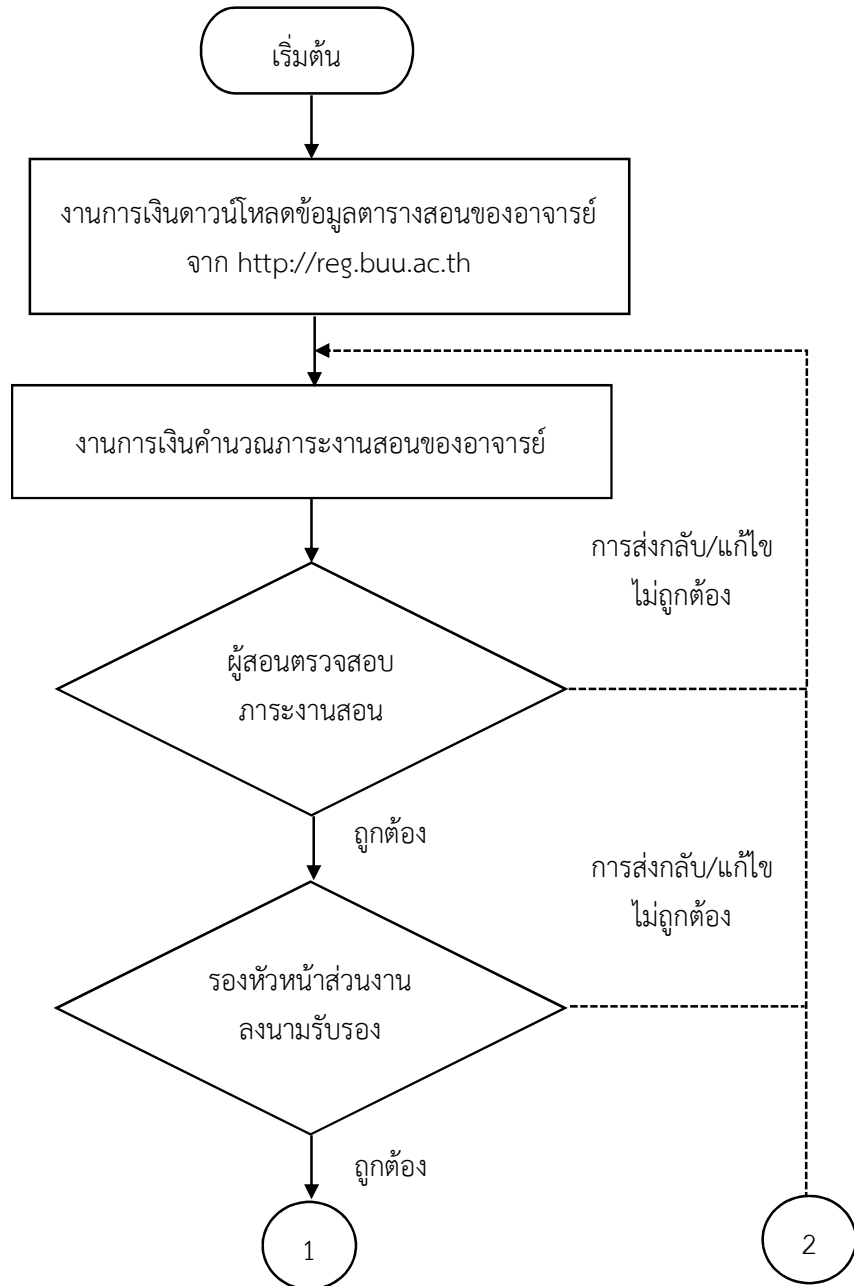 เริ่มต้น
งานการเงินดาวน์โหลดข้อมูลตารางสอนของอาจารย์
จาก http://reg.buu.ac.th
งานการเงินคำนวณภาระงานสอนของอาจารย์
การส่งกลับ/แก้ไข
ไม่ถูกต้อง
ผู้สอนตรวจสอบ
ภาระงานสอน
ถูกต้อง
การส่งกลับ/แก้ไข
ไม่ถูกต้อง
รองหัวหน้าส่วนงาน
ลงนามรับรอง
ถูกต้อง
1
2